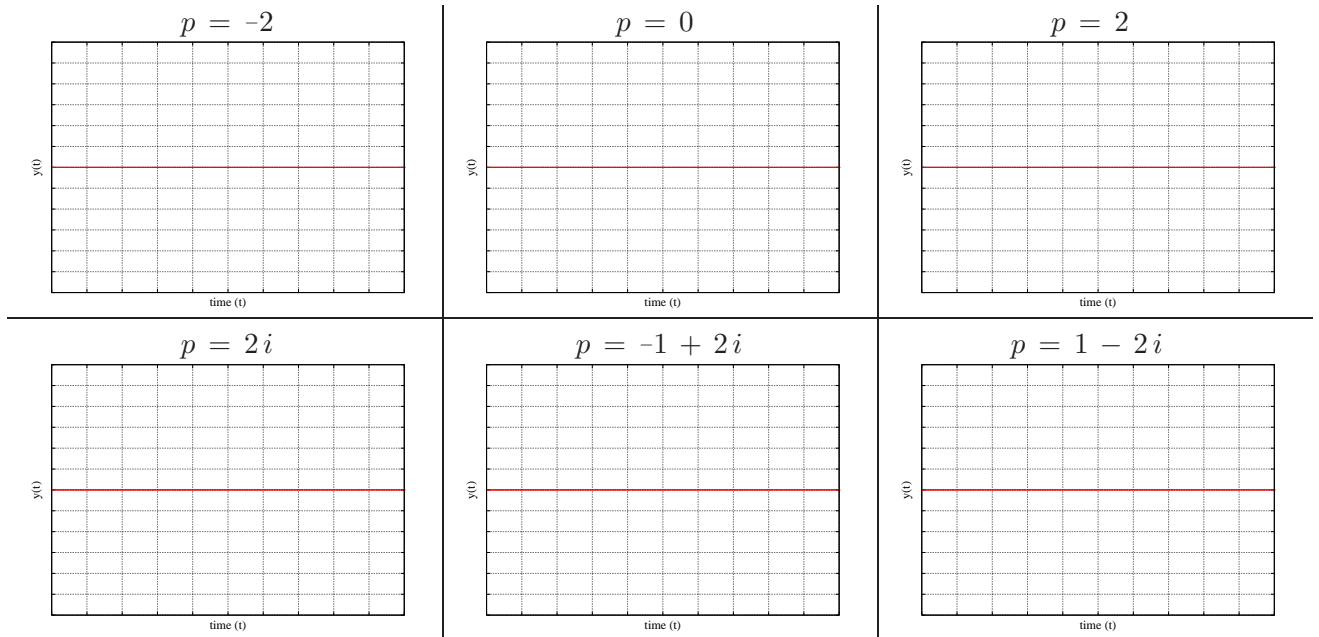 p = -2
y(t)
time (t)
p = 0
y(t)
time (t)
p = 2
y(t)
time (t)
p = 2i
y(t)
time (t)
p = -1 + 2i
y(t)
time (t)
p = 1 − 2i
y(t)
time (t)